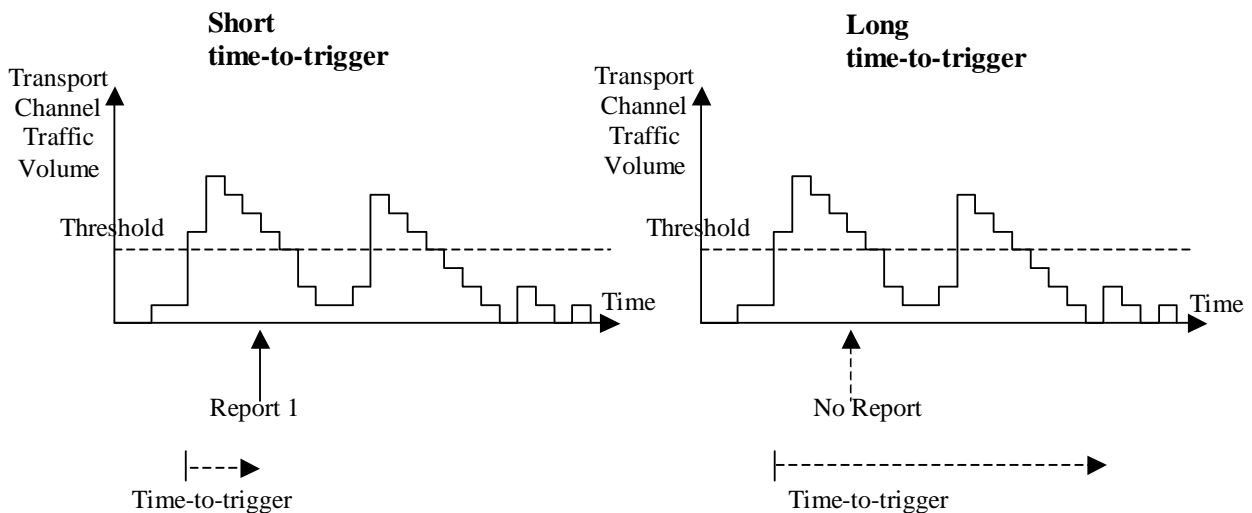 Short
time-to-trigger
Transport
Channel
Traffic
Volume
Threshold
Time
Report 1
Time-to-trigger
Long
time-to-trigger
Transport
Channel
Traffic
Volume
Threshold
Time
No Report
Time-to-trigger